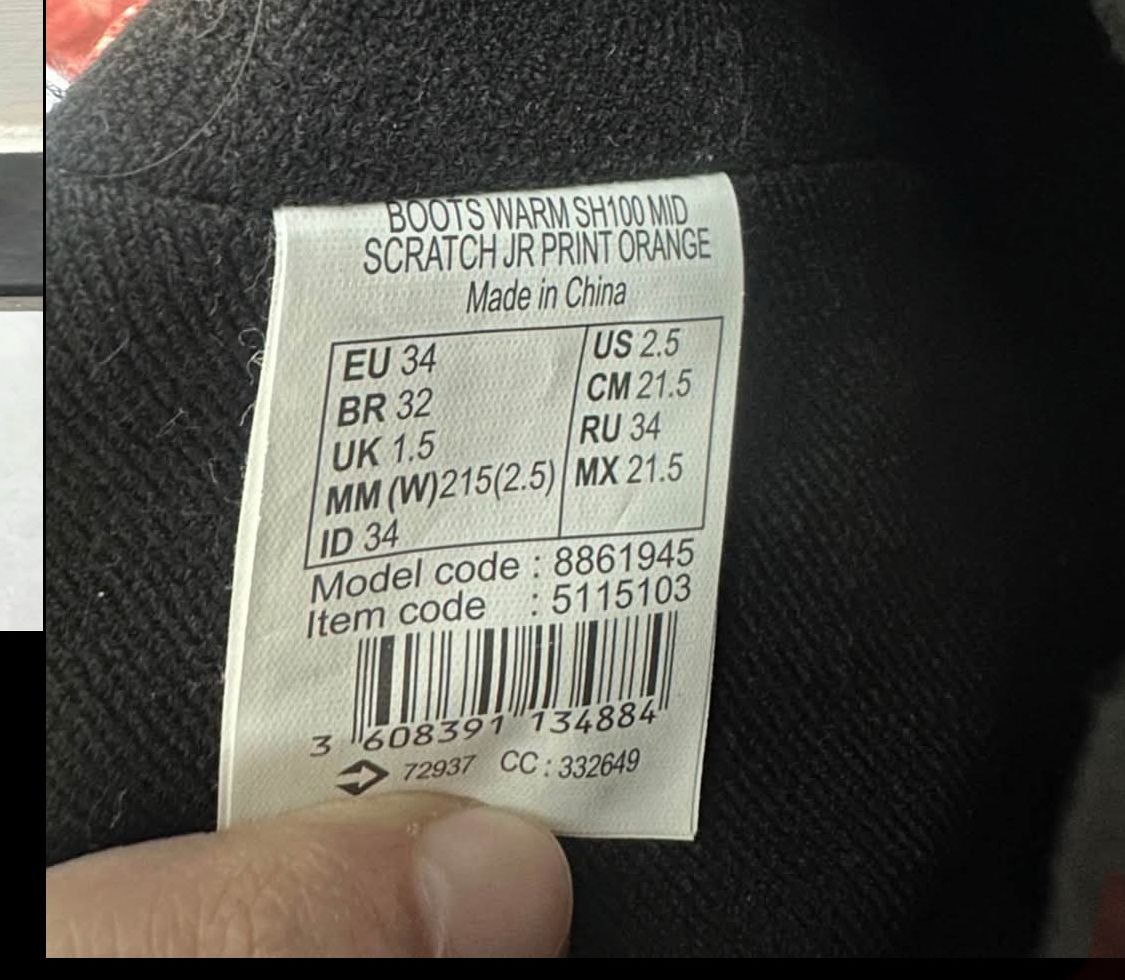 BOOTS WARM SH100 MID
SCRATCH JR PRINT ORANGE
Made in China
EU 34
BR 32
UK 1.5
MM (W)215(2.5)
ID 34
US 2.5
CM 21.5
RU 34
MX 21.5
Model code : 8861945
Item code : 5115103
3 608391 134884
72937 CC : 332649